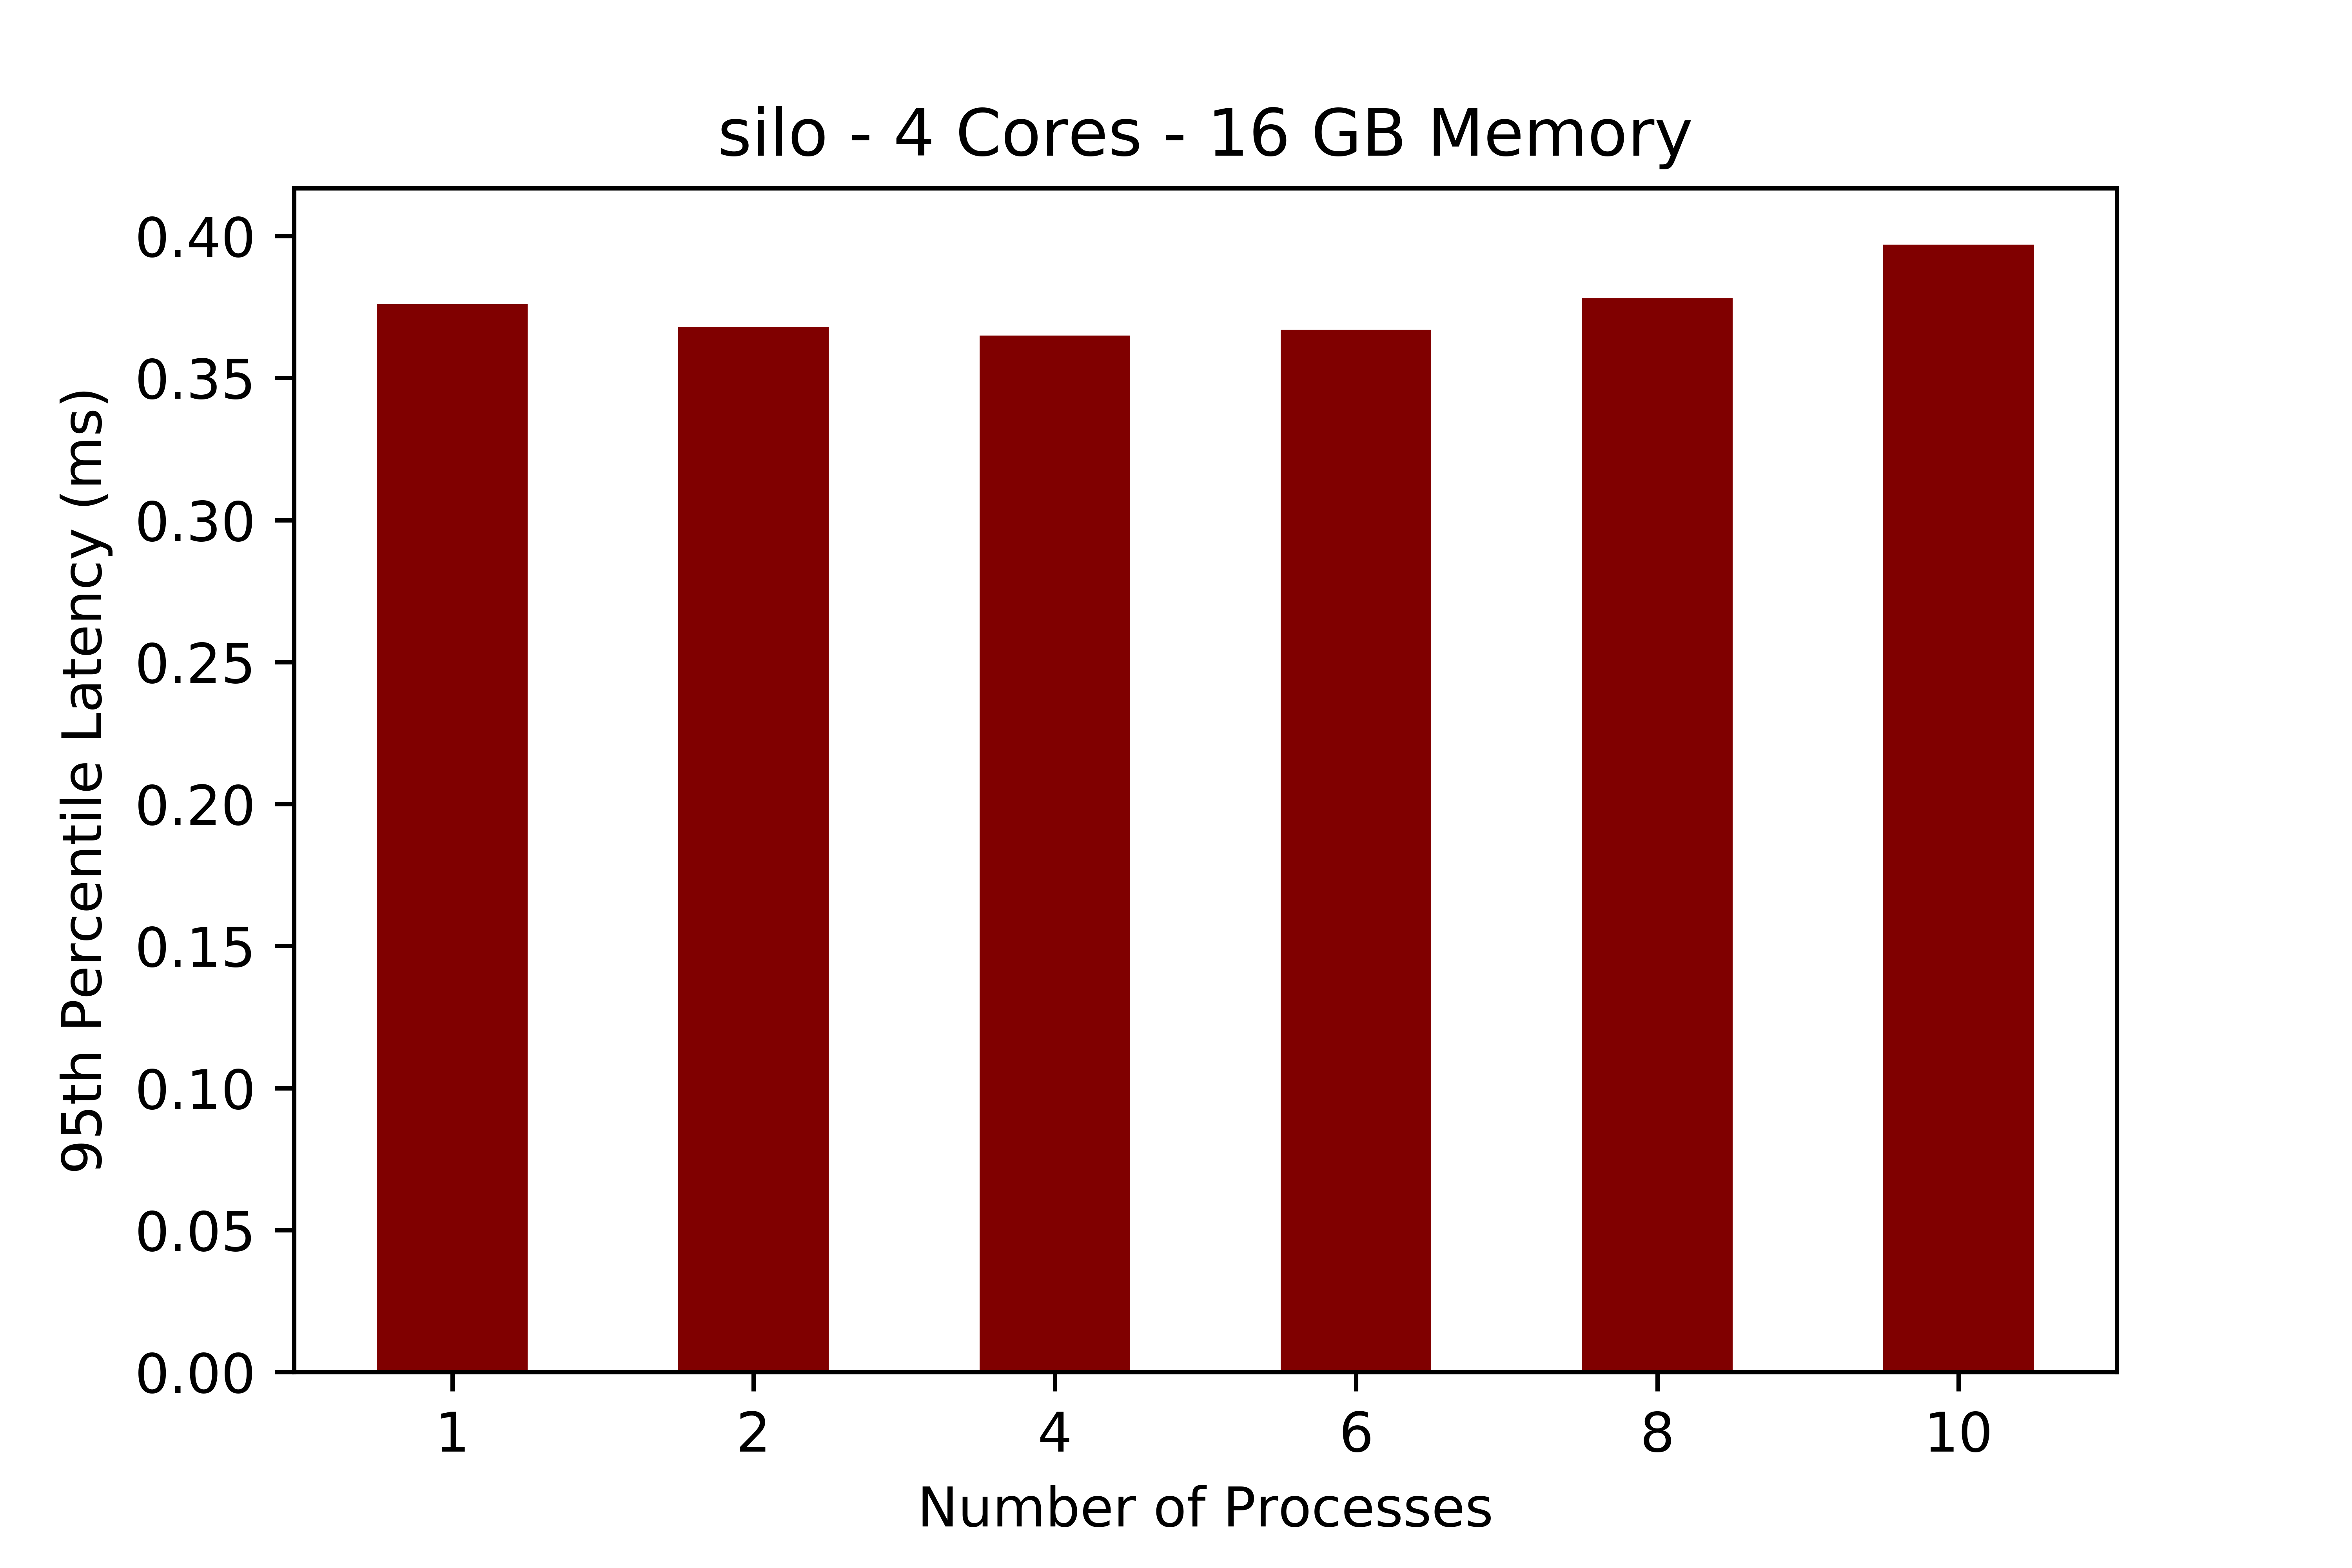 silo - 4 Cores - 16 GB Memory
95th Percentile Latency (ms)
0.40
0.35
0.30
0.25
0.20
0.15
0.10
0.05
0.00
1 2 4 6 8 10
Number of Processes